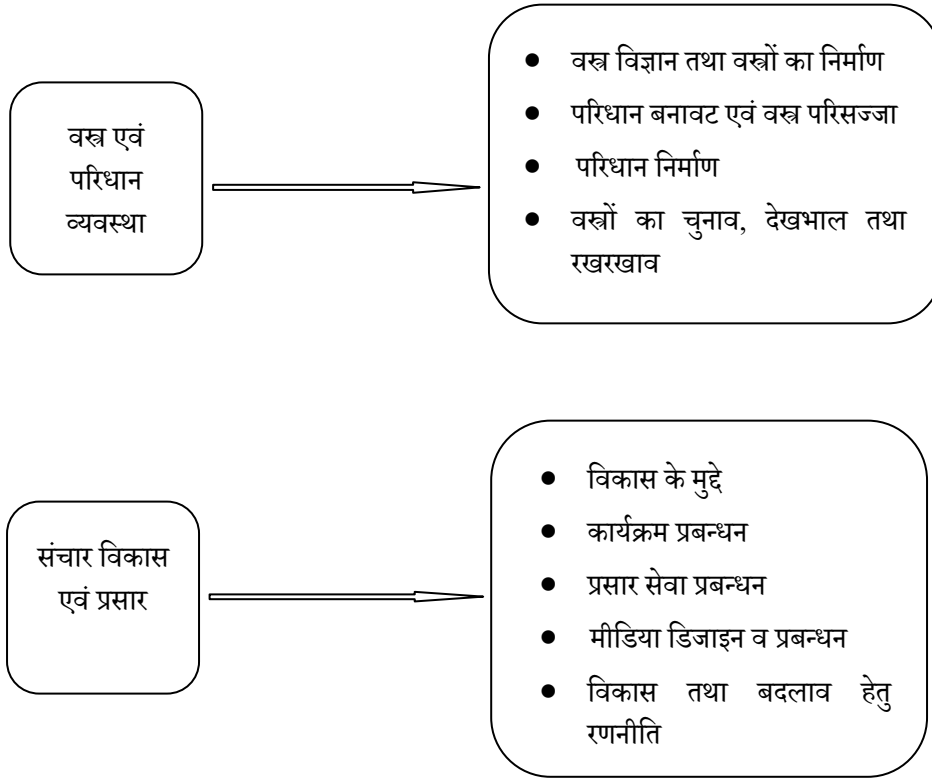 वस्त्र एवं
परिधान
व्यवस्था
● वस्त्र विज्ञान तथा वस्त्रों का निर्माण
● परिधान बनावट एवं वस्त्र परिसज्जा
● परिधान निर्माण
● वस्त्रों का चुनाव, देखभाल तथा
रखरखाव
संचार विकास
एवं प्रसार
● विकास के मुद्दे
● कार्यक्रम प्रबन्धन
● प्रसार सेवा प्रबन्धन
● मीडिया डिजाइन व प्रबन्धन
● विकास तथा बदलाव हेतु
रणनीति